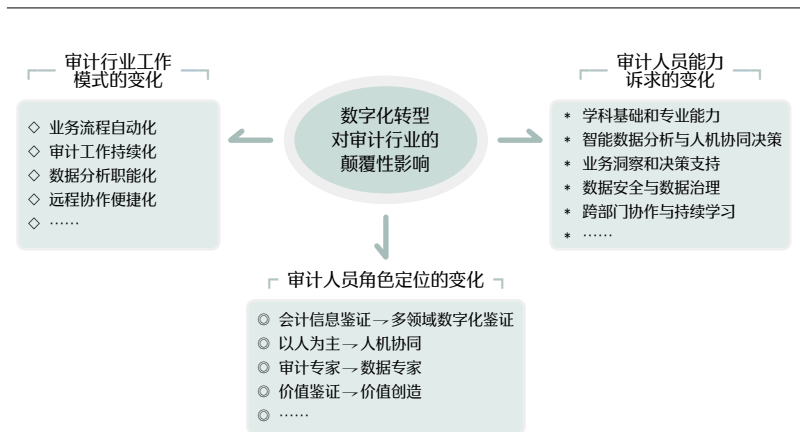 审计行业工作
模式的变化
◇ 业务流程自动化
◇ 审计工作持续化
◇ 数据分析职能化
◇ 远程协作便捷化
◇ ……
数字化转型
对审计行业的
颠覆性影响
审计人员能力
诉求的变化
* 学科基础和专业能力
* 智能数据分析与人机协同决策
* 业务洞察和决策支持
* 数据安全与数据治理
* 跨部门协作与持续学习
* ……
审计人员角色定位的变化
◎ 会计信息鉴证→多领域数字化鉴证
◎ 以人为主→人机协同
◎ 审计专家→数据专家
◎ 价值鉴证→价值创造
◎ ……